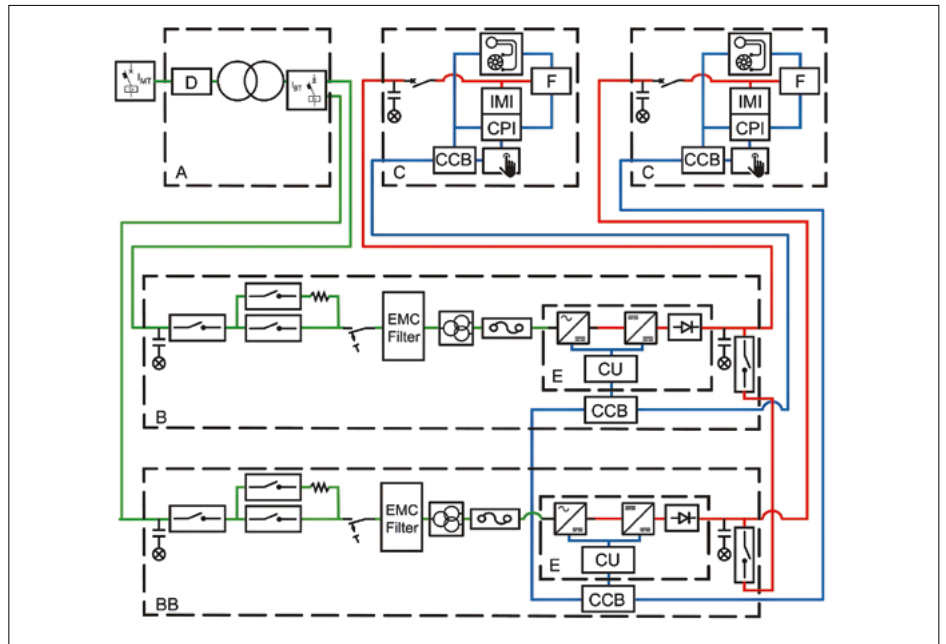 I MT
D
I BT
A
F
IMI
CPI
CCB
C
F
IMI
CPI
CCB
C
EMC
Filter
E
CU
CCB
B
EMC
Filter
E
CU
CCB
BB